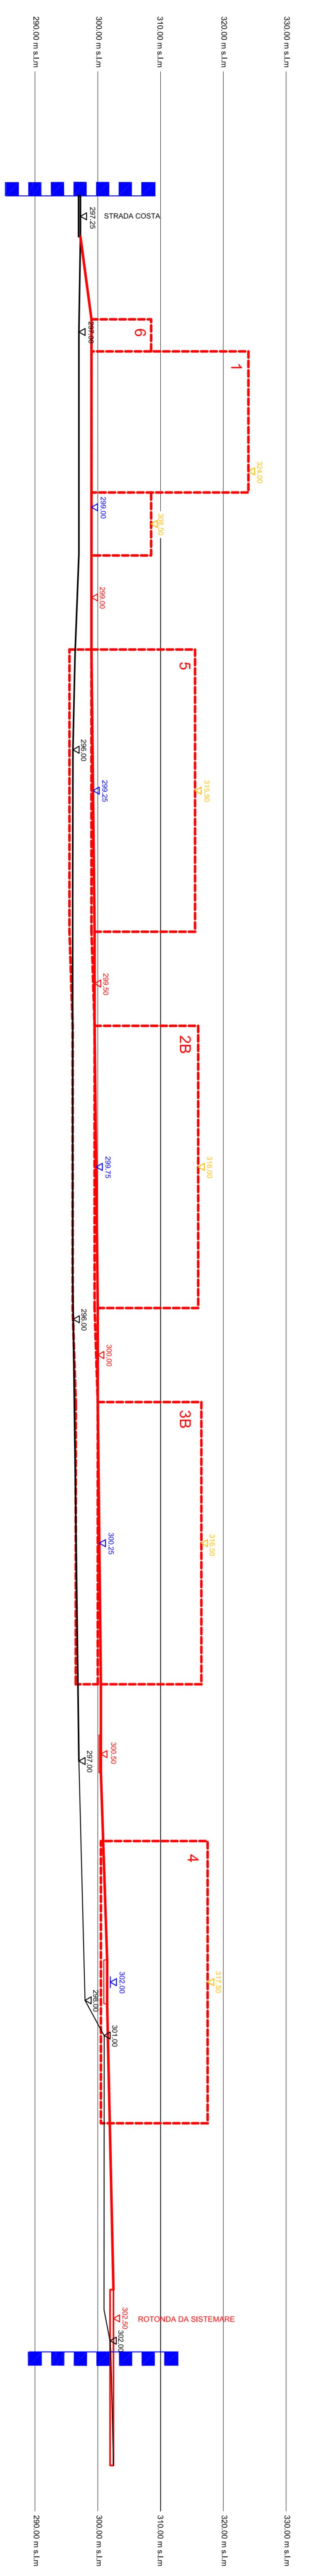 290.00 m s.l.m
300.00 m s.l.m
310.00 m s.l.m
320.00 m s.l.m
330.00 m s.l.m
STRADA COSTA
297.25
297.00
6
1
324.00
299.00
308.50
299.00
5
296.00
299.25
315.50
299.50
2B
299.75
316.00
296.00
300.00
3B
300.25
316.50
300.50
297.00
4
302.00
317.50
298.00
301.00
302.50
ROTONDA DA SISTEMARE
302.00
290.00 m s.l.m
300.00 m s.l.m
310.00 m s.l.m
320.00 m s.l.m
330.00 m s.l.m